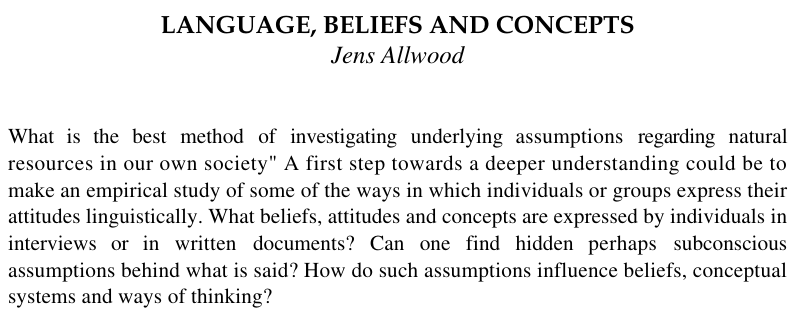 LANGUAGE, BELIEFS AND CONCEPTS
Jens Allwood
What is the best method of investigating underlying assumptions regarding natural
resources in our own society" A first step towards a deeper understanding could be to
make an empirical study of some of the ways in which individuals or groups express their
attitudes linguistically. What beliefs, attitudes and concepts are expressed by individuals in
interviews or in written documents? Can one find hidden perhaps subconscious
assumptions behind what is said? How do such assumptions influence beliefs, conceptual
systems and ways of thinking?